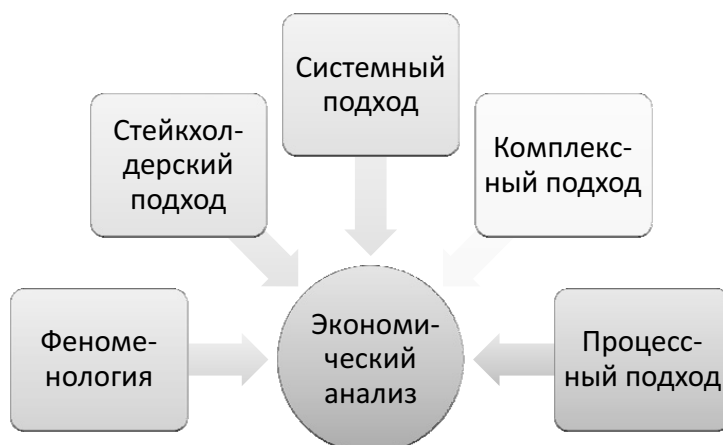 Системный
подход
Стейкхол-
дерский
подход
Комплекс-
ный подход
Феноме-
нология
Экономи-
ческий
анализ
Процесс-
ный подход